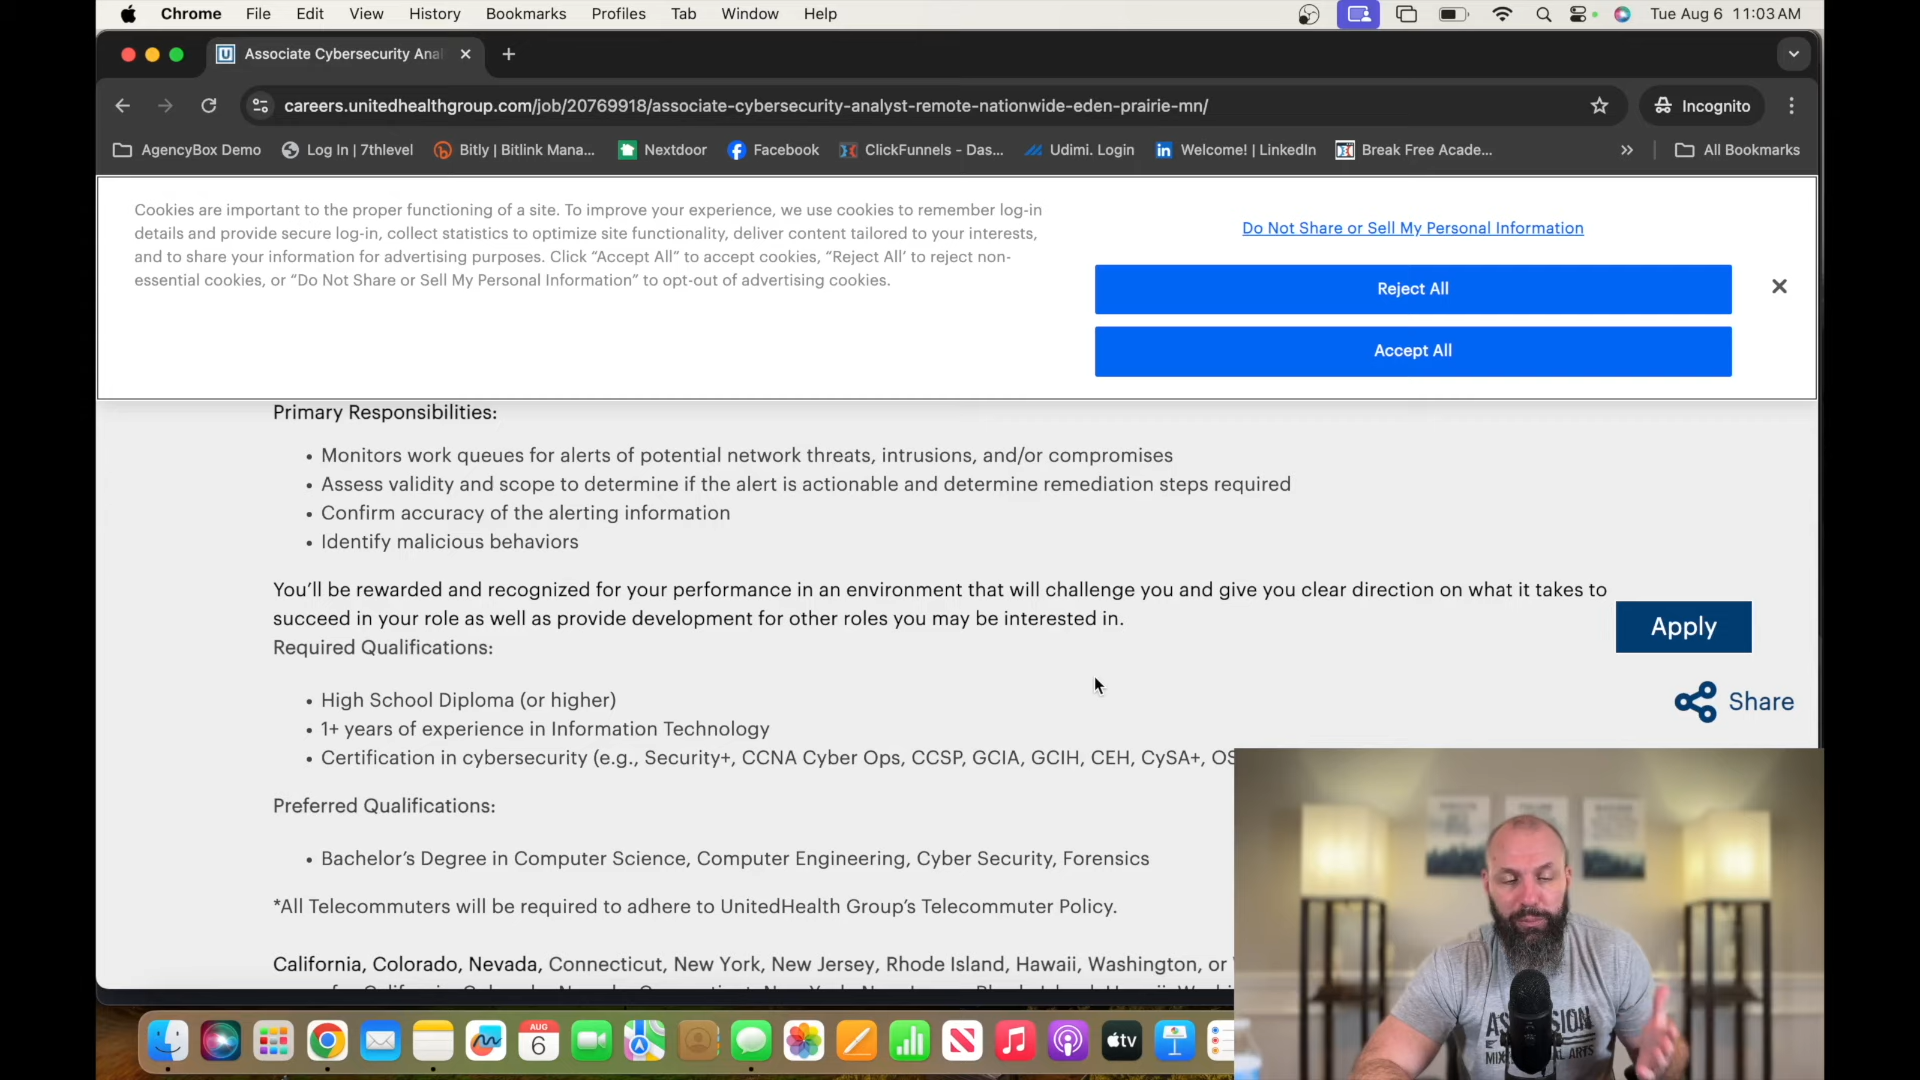 Chrome File Edit View History Bookmarks Profiles Tab Window Help Tue Aug 6 11:03 AM
Associate Cybersecurity Anal
careers.unitedhealthgroup.com/job/20769918/associate-cybersecurity-analyst-remote-nationwide-eden-prairie-mn/ Incognito
AgencyBox Demo Log In | 7thlevel Bitly | Bitlink Mana... Nextdoor Facebook ClickFunnels - Das... Udimi. Login Welcome! | LinkedIn Break Free Acade... All Bookmarks
Cookies are important to the proper functioning of a site. To improve your experience, we use cookies to remember log-in
details and provide secure log-in, collect statistics to optimize site functionality, deliver content tailored to your interests,
and to share your information for advertising purposes. Click “Accept All” to accept cookies, “Reject All’ to reject non-
essential cookies, or “Do Not Share or Sell My Personal Information” to opt-out of advertising cookies.
Do Not Share or Sell My Personal Information
Reject All
Accept All
Primary Responsibilities:
• Monitors work queues for alerts of potential network threats, intrusions, and/or compromises
• Assess validity and scope to determine if the alert is actionable and determine remediation steps required
• Confirm accuracy of the alerting information
• Identify malicious behaviors
You’ll be rewarded and recognized for your performance in an environment that will challenge you and give you clear direction on what it takes to
succeed in your role as well as provide development for other roles you may be interested in.
Apply
Required Qualifications:
Share
• High School Diploma (or higher)
• 1+ years of experience in Information Technology
• Certification in cybersecurity (e.g., Security+, CCNA Cyber Ops, CCSP, GCIA, GCIH, CEH, CySA+, OS
Preferred Qualifications:
• Bachelor’s Degree in Computer Science, Computer Engineering, Cyber Security, Forensics
*All Telecommuters will be required to adhere to UnitedHealth Group’s Telecommuter Policy.
California, Colorado, Nevada, Connecticut, New York, New Jersey, Rhode Island, Hawaii, Washington, or
AUG
6
tv